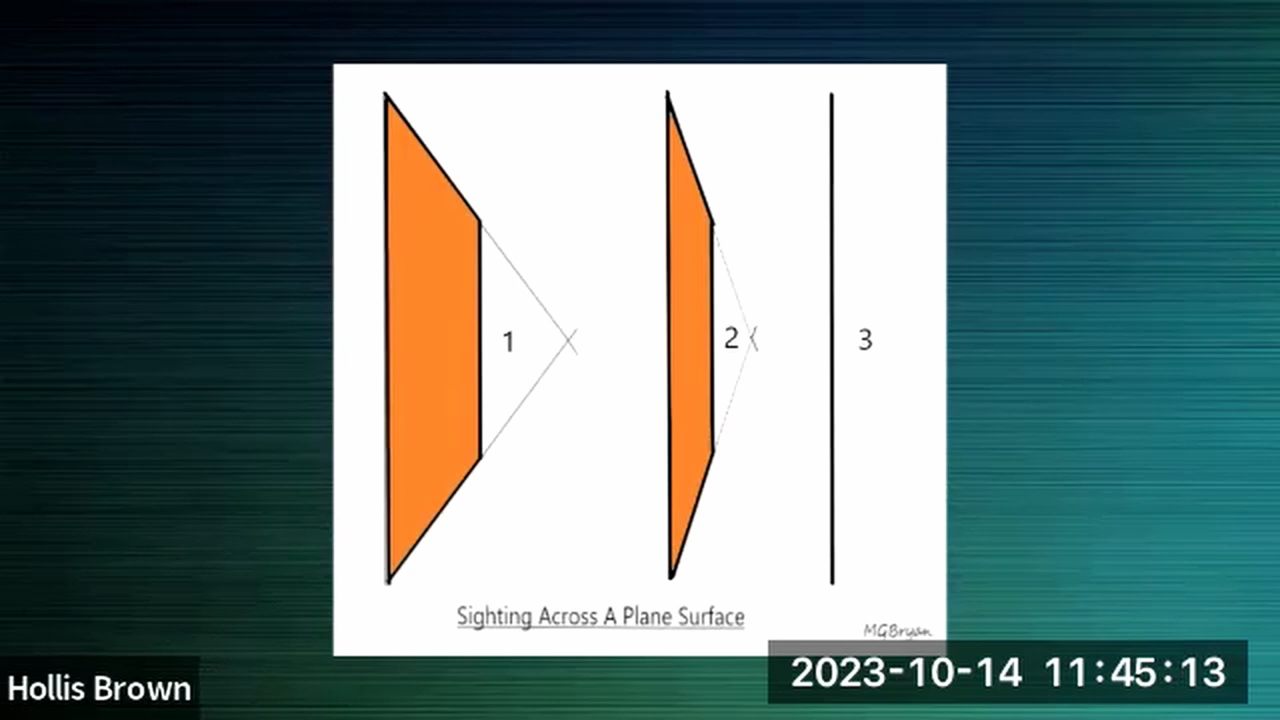 1
2
3
Sighting Across A Plane Surface
MGBryan
Hollis Brown
2023-10-14 11:45:13